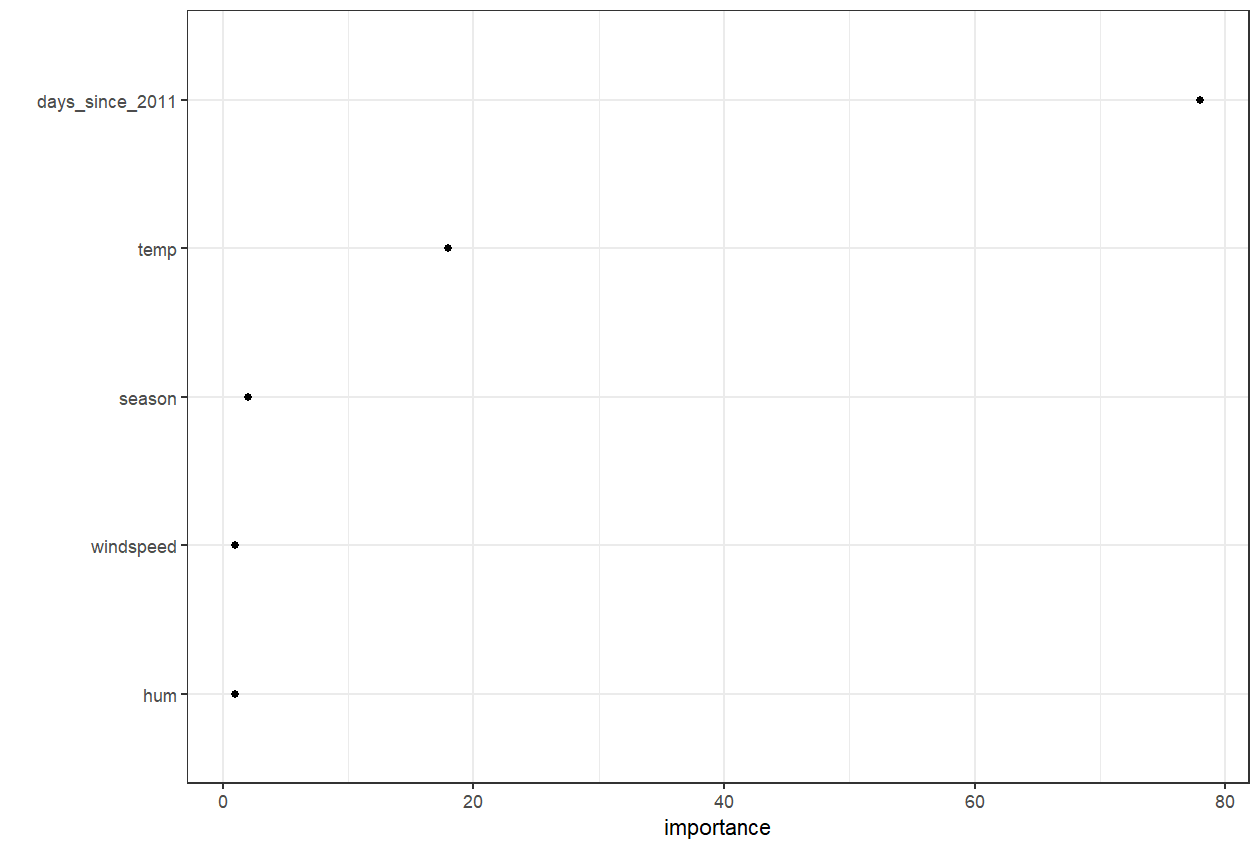 days_since_2011
temp
season
windspeed
hum
0 20 40 60 80
importance